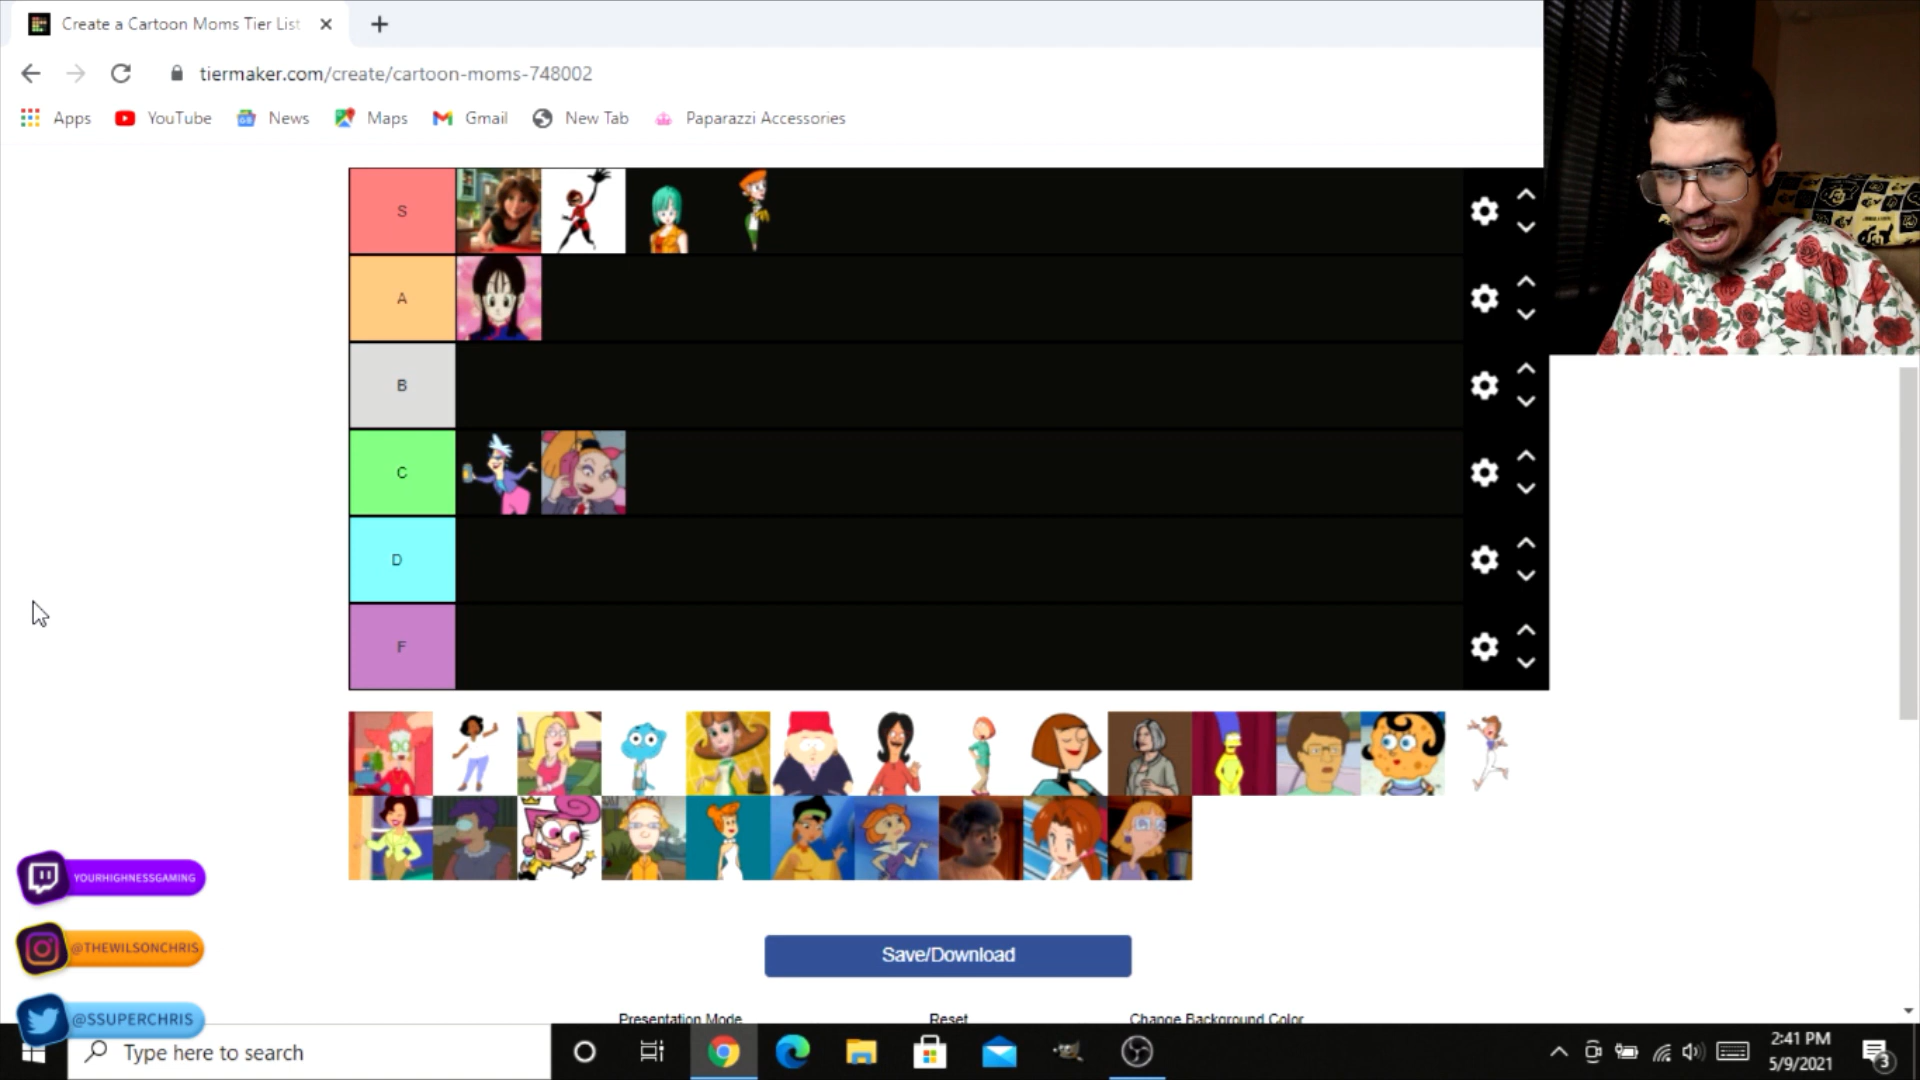 Create a Cartoon Moms Tier List
tiermaker.com/create/cartoon-moms-748002
Apps YouTube News Maps Gmail New Tab Paparazzi Accessories
S
A
B
C
D
F
YOURHIGHNESSGAMING
@THEWILSONCHRIS
@SSUPERCHRIS
Save/Download
Presentation Mode Reset Change Background Color
Type here to search
2:41 PM
5/9/2021
3